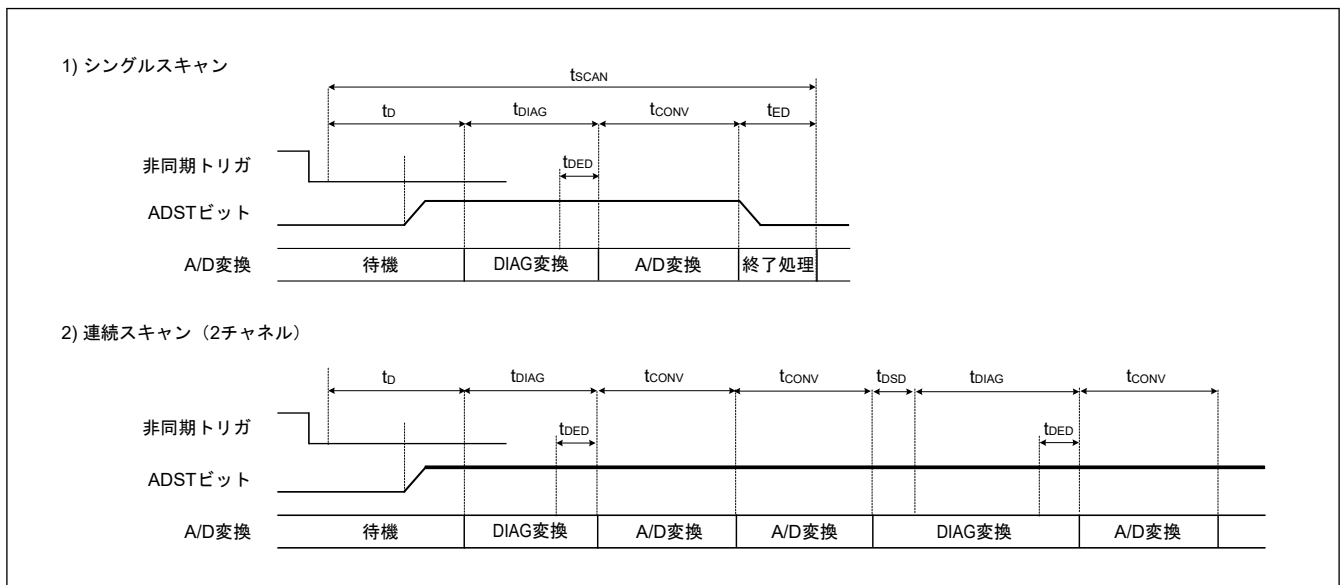 1) シングルスキャン
tSCAN
tD tDIAG tCONV tED
非同期トリガ
tDED
ADSTビット
A/D変換 待機 DIAG変換 A/D変換 終了処理
2) 連続スキャン（2チャネル）
tD tDIAG tCONV tCONV tDSD tDIAG tCONV
非同期トリガ
tDED tDED
ADSTビット
A/D変換 待機 DIAG変換 A/D変換 A/D変換 DIAG変換 A/D変換